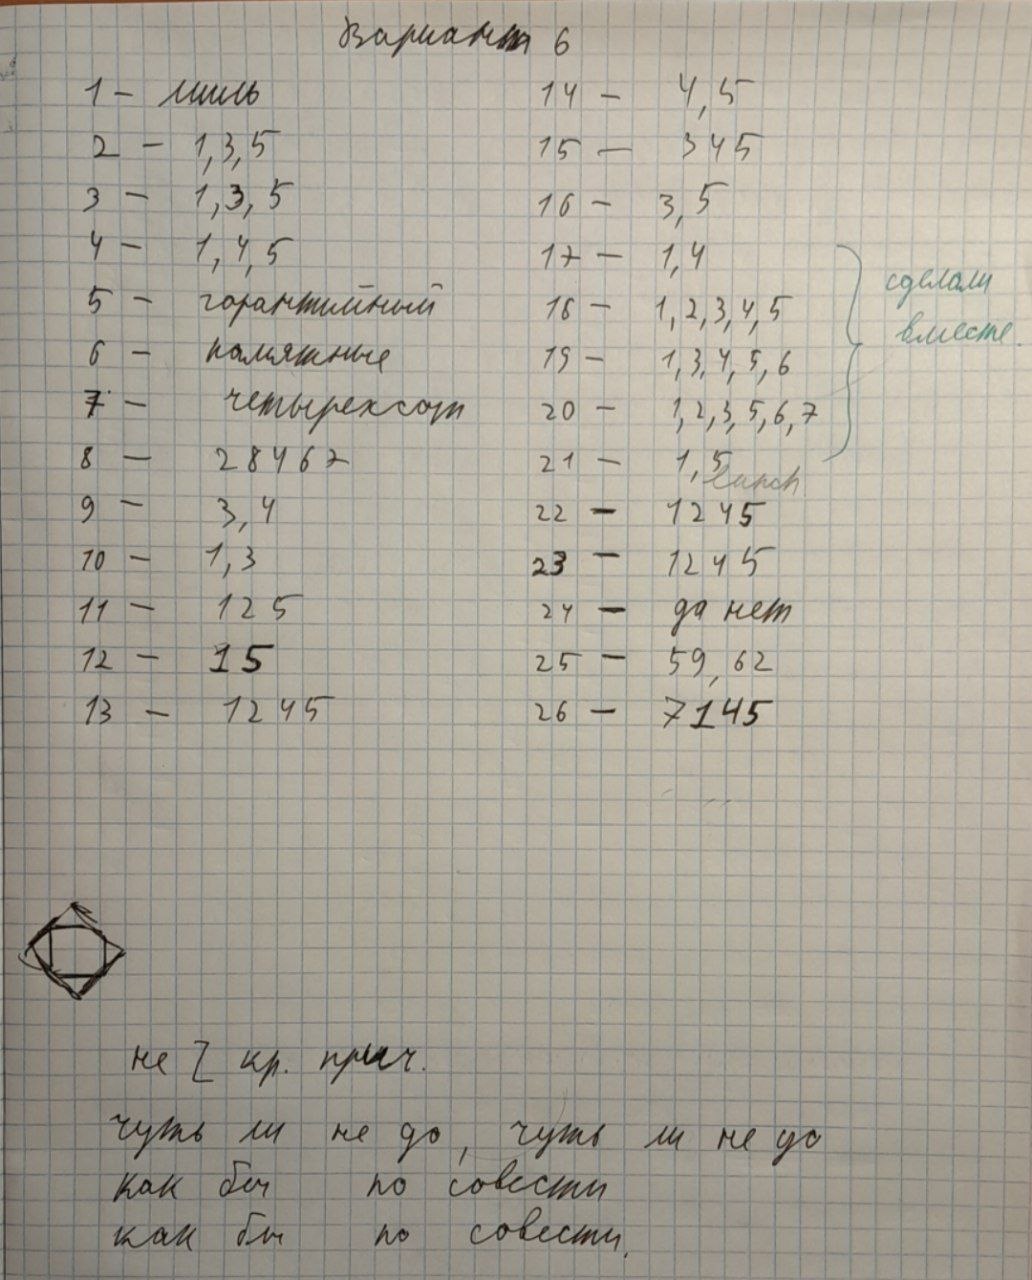 Вариант 6
1 – лишь
2 – 1,3,5
3 – 1,3,5
4 – 1,4,5
5 – гарантийный
6 – памятные
7 – четырехсот
8 – 28467
9 – 3,4
10 – 1,3
11 – 125
12 – 15
13 – 1245
14 – 4,5
15 – 345
16 – 3,5
17 – 1,4
18 – 1,2,3,4,5
19 – 1,3,4,5,6
20 – 1,2,3,5,6,7
21 – 1,5
22 – 1245
23 – 1245
24 – да нет
25 – 59,62
26 – 7145
сделали
вместе.
не [ кр. прич.
чуть ли не до, чуть ли не до
как бы по совести
как бы по совести.